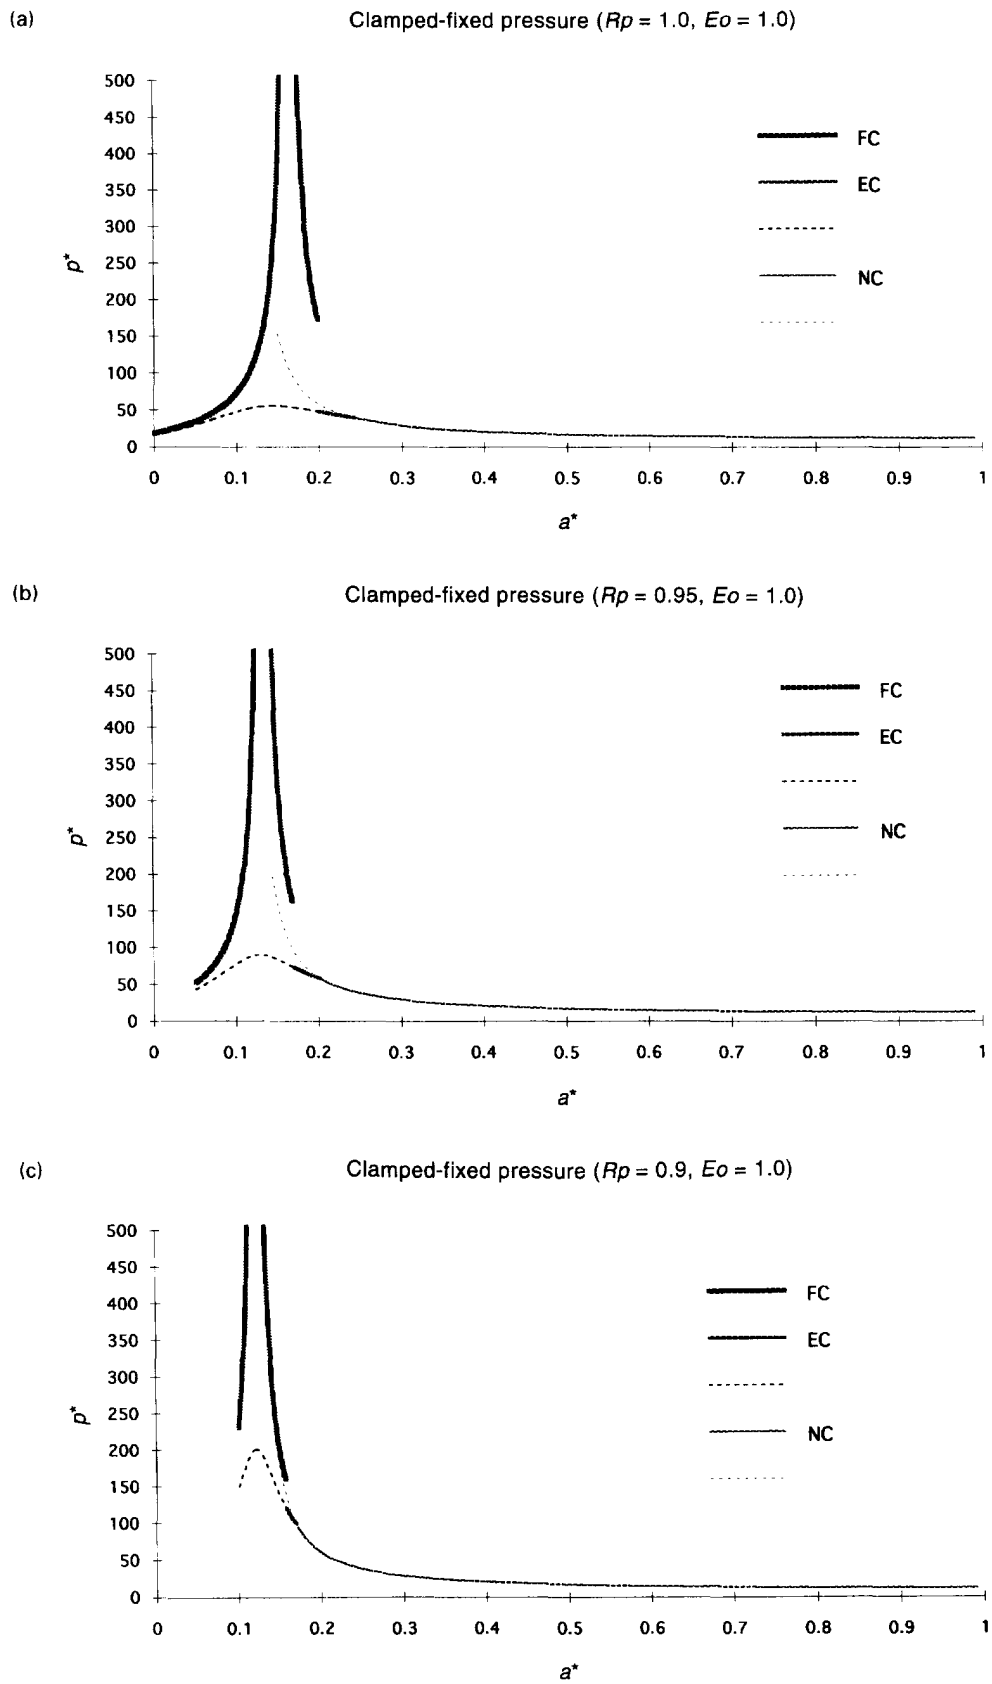 (a)
Clamped-fixed pressure (Rp = 1.0, Eo = 1.0)
500
450
400
350
300
250
200
150
100
50
0
p*
FC
EC
NC
0 0.1 0.2 0.3 0.4 0.5 0.6 0.7 0.8 0.9 1
a*
(b)
Clamped-fixed pressure (Rp = 0.95, Eo = 1.0)
500
450
400
350
300
250
200
150
100
50
0
p*
FC
EC
NC
0 0.1 0.2 0.3 0.4 0.5 0.6 0.7 0.8 0.9 1
a*
(c)
Clamped-fixed pressure (Rp = 0.9, Eo = 1.0)
500
450
400
350
300
250
200
150
100
50
0
p*
FC
EC
NC
0 0.1 0.2 0.3 0.4 0.5 0.6 0.7 0.8 0.9 1
a*